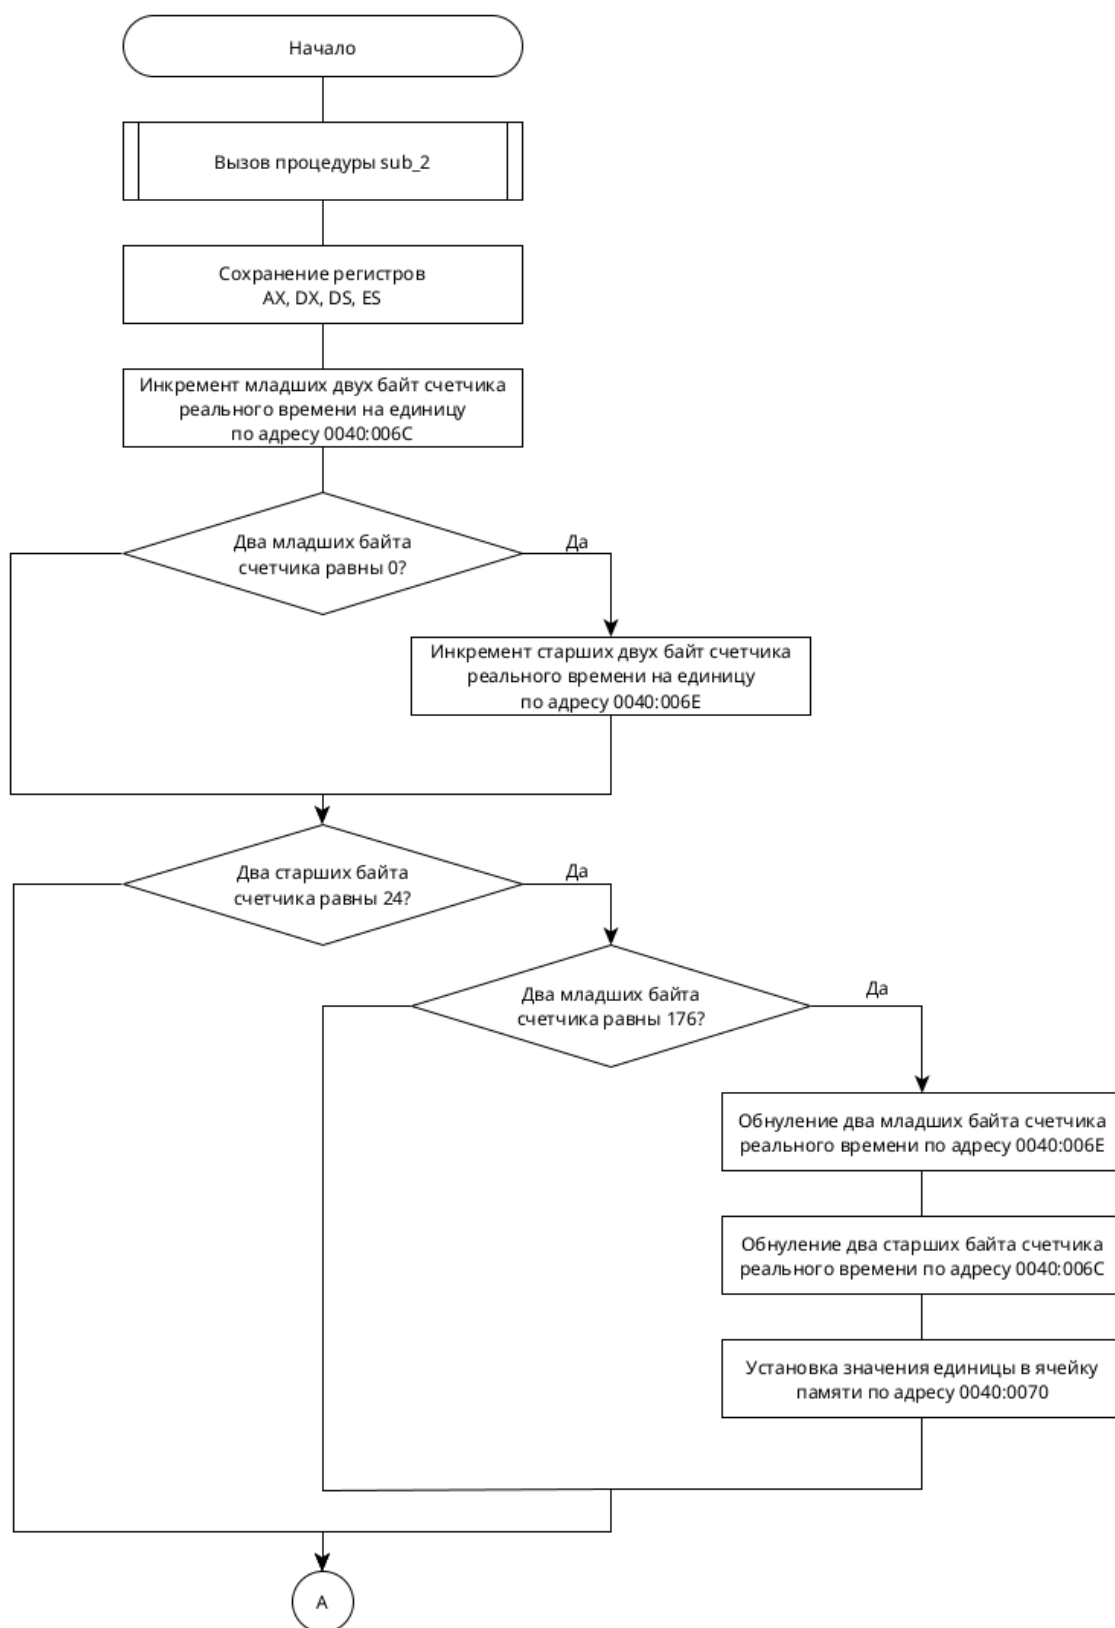 Начало
Вызов процедуры sub_2
Сохранение регистров
AX, DX, DS, ES
Инкремент младших двух байт счетчика
реального времени на единицу
по адресу 0040:006C
Два младших байта
счетчика равны 0?
Да
Инкремент старших двух байт счетчика
реального времени на единицу
по адресу 0040:006E
Два старших байта
счетчика равны 24?
Да
Два младших байта
счетчика равны 176?
Да
Обнуление два младших байта счетчика
реального времени по адресу 0040:006E
Обнуление два старших байта счетчика
реального времени по адресу 0040:006C
Установка значения единицы в ячейку
памяти по адресу 0040:0070
A